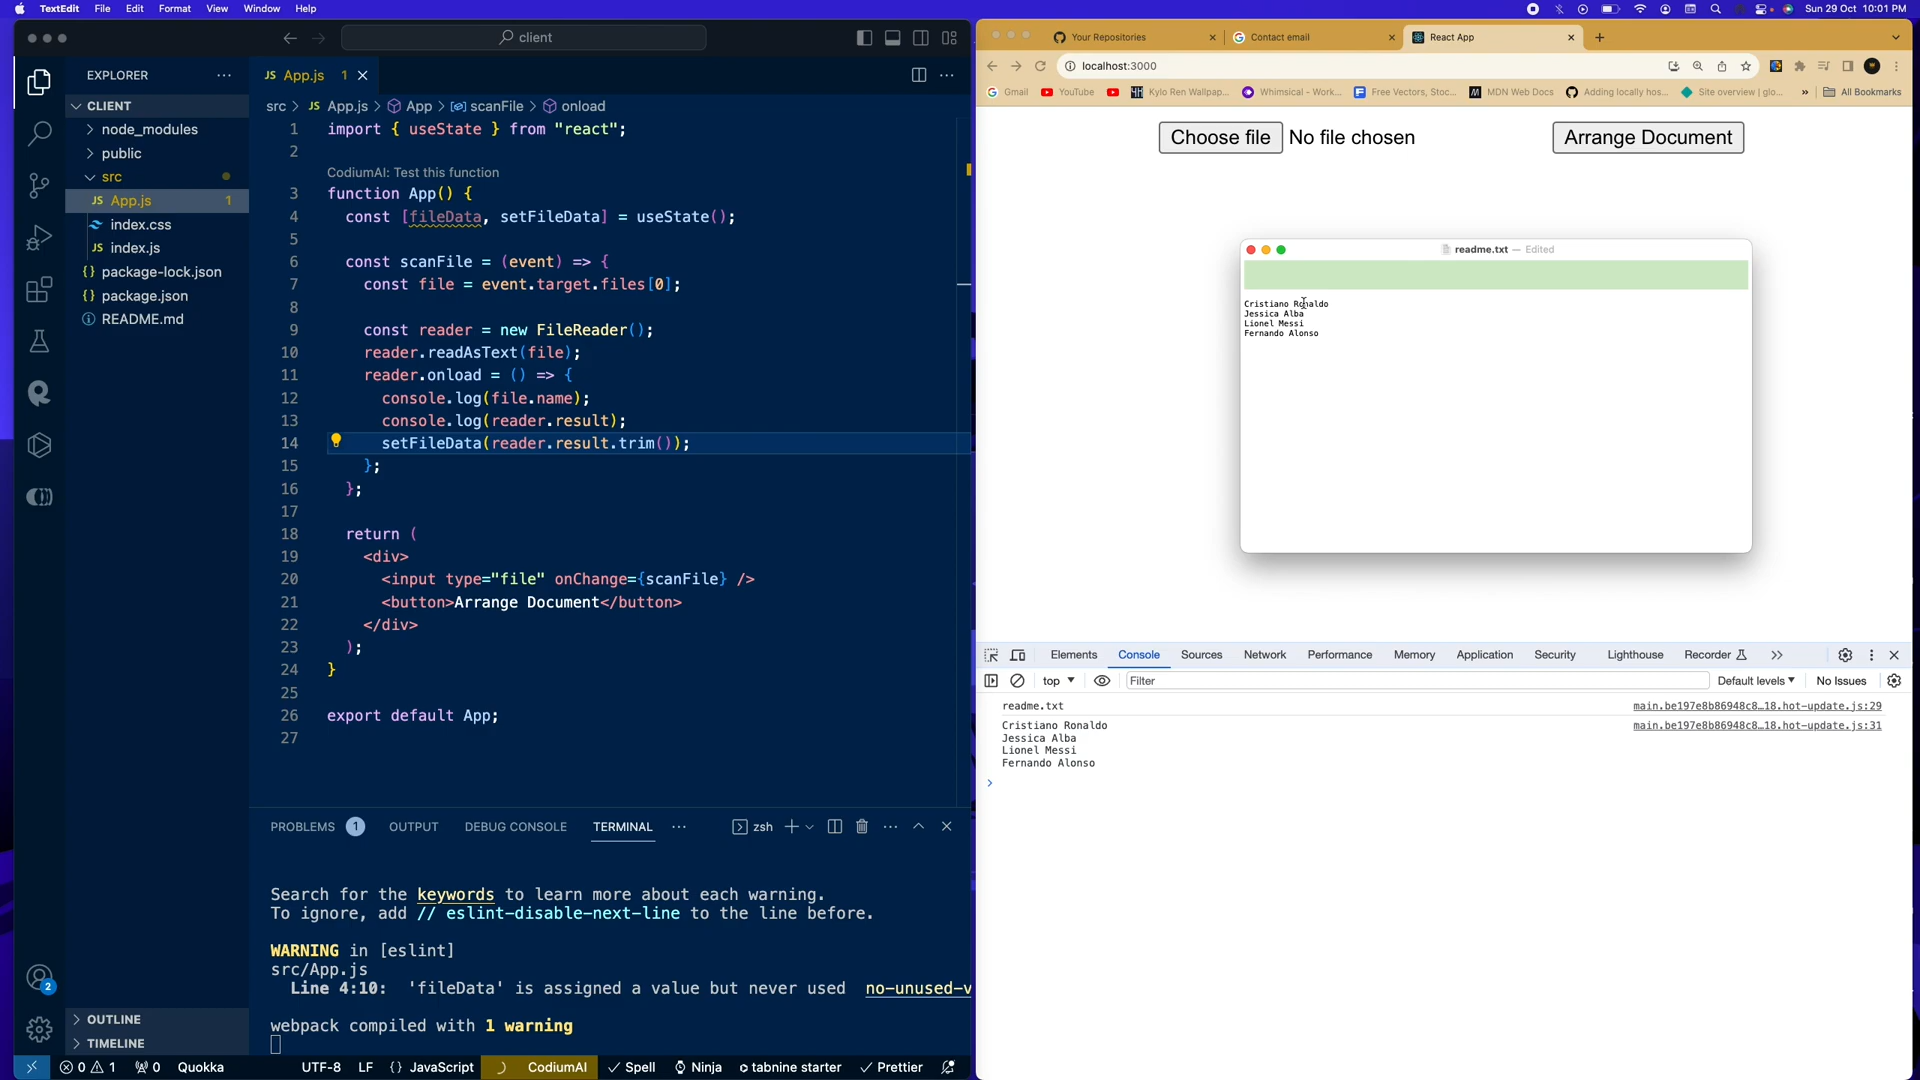 TextEdit File Edit Format View Window Help
Sun 29 Oct 10:01 PM
client
EXPLORER
CLIENT
node_modules
public
src
JS App.js 1
index.css
JS index.js
{} package-lock.json
{} package.json
README.md
OUTLINE
TIMELINE
JS App.js 1
src > JS App.js > App > scanFile > onload
1 import { useState } from "react";
2
CodiumAI: Test this function
3 function App() {
4 const [fileData, setFileData] = useState();
5
6 const scanFile = (event) => {
7 const file = event.target.files[0];
8
9 const reader = new FileReader();
10 reader.readAsText(file);
11 reader.onload = () => {
12 console.log(file.name);
13 console.log(reader.result);
14 setFileData(reader.result.trim());
15 };
16 };
17
18 return (
19 <div>
20 <input type="file" onChange={scanFile} />
21 <button>Arrange Document</button>
22 </div>
23 );
24 }
25
26 export default App;
27
PROBLEMS 1 OUTPUT DEBUG CONSOLE TERMINAL ··· zsh
Search for the keywords to learn more about each warning.
To ignore, add // eslint-disable-next-line to the line before.
WARNING in [eslint]
src/App.js
Line 4:10: 'fileData' is assigned a value but never used no-unused-v
webpack compiled with 1 warning
2
0 1 0 Quokka UTF-8 LF {} JavaScript CodiumAI Spell Ninja tabnine starter Prettier
Your Repositories Contact email React App
localhost:3000
Gmail YouTube Kylo Ren Wallpap... Whimsical - Work... Free Vectors, Stoc... MDN Web Docs Adding locally hos... Site overview | glo... » All Bookmarks
Choose file No file chosen Arrange Document
readme.txt — Edited
Cristiano Ronaldo
Jessica Alba
Lionel Messi
Fernando Alonso
Elements Console Sources Network Performance Memory Application Security Lighthouse Recorder »
top Filter Default levels No Issues
readme.txt main.be197e8b86948c8…18.hot-update.js:29
Cristiano Ronaldo main.be197e8b86948c8…18.hot-update.js:31
Jessica Alba
Lionel Messi
Fernando Alonso